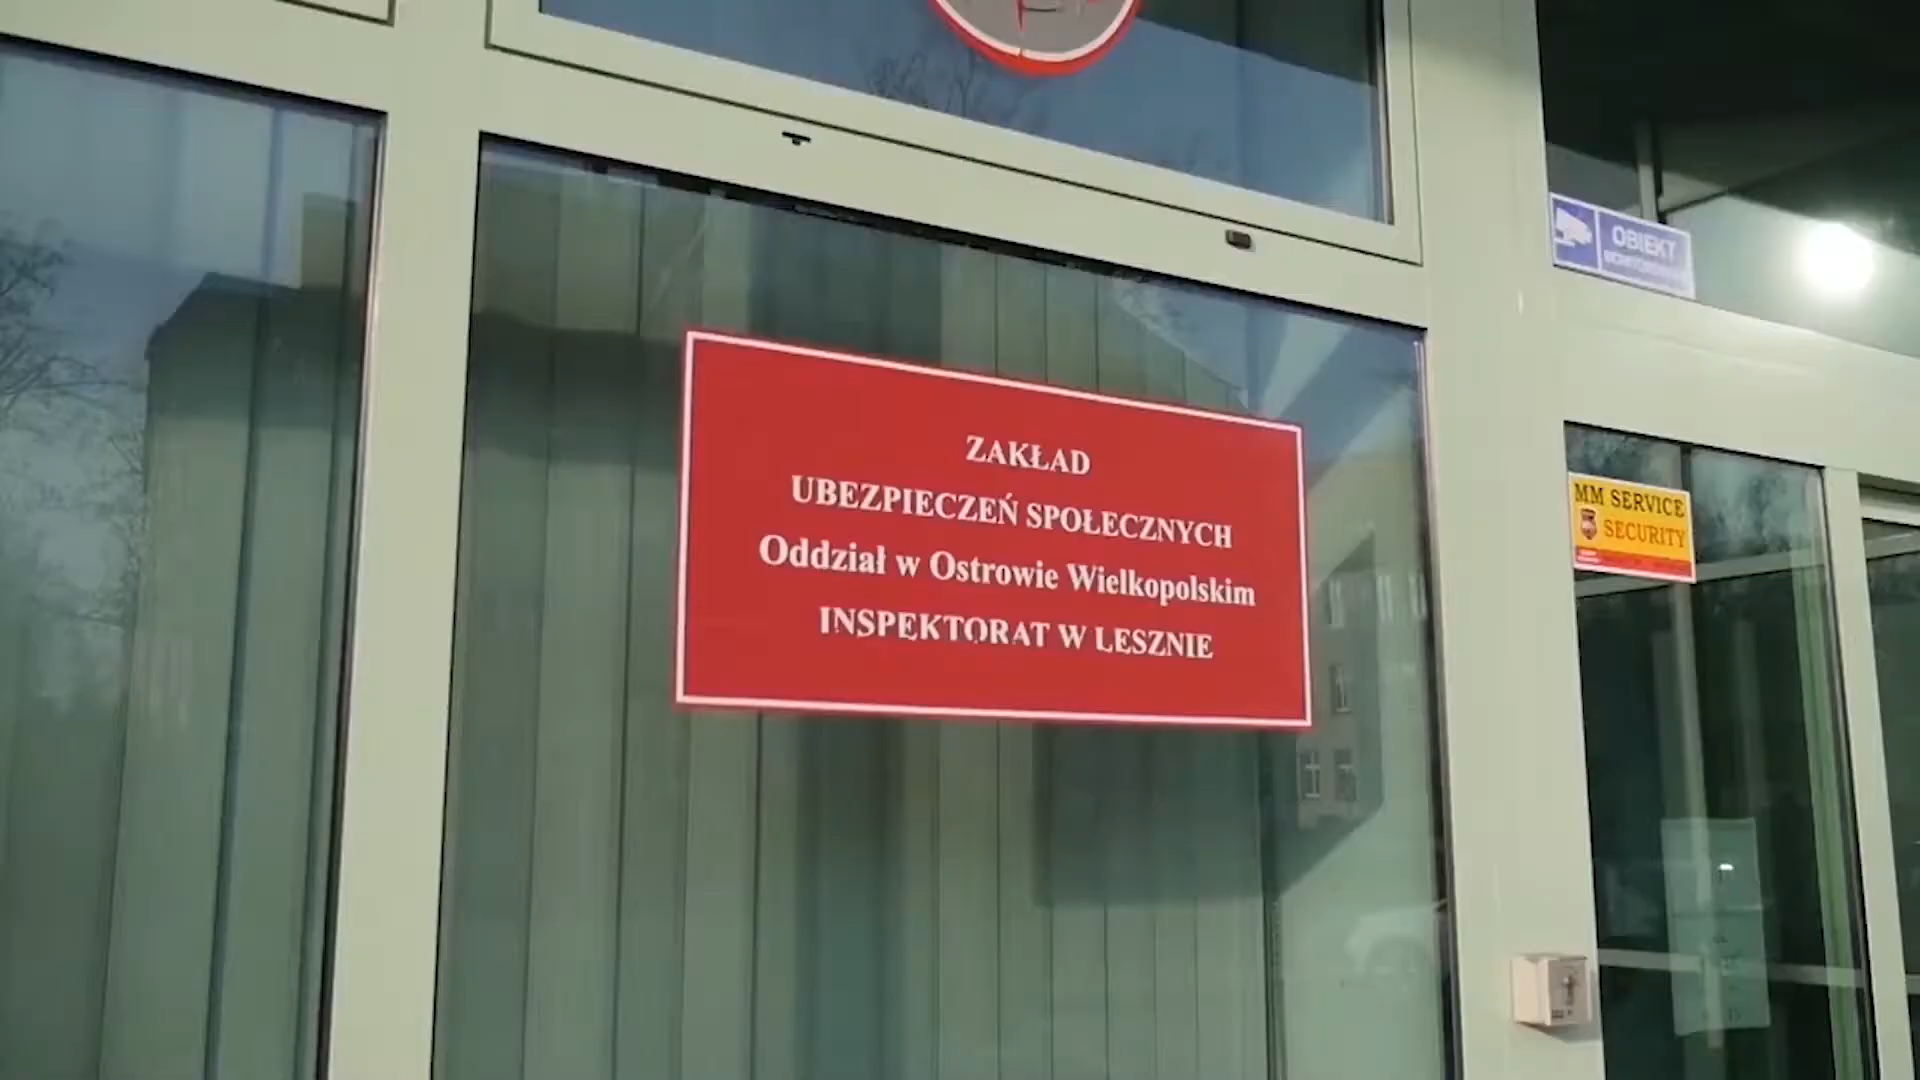 OBIEKT
ZAKŁAD
UBEZPIECZEŃ SPOŁECZNYCH
Oddział w Ostrowie Wielkopolskim
INSPEKTORAT W LESZNIE
MM SERVICE
SECURITY